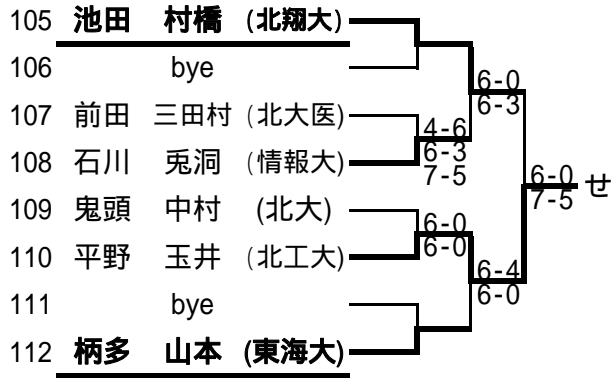 105 池田 村橋 (北翔大)
106 bye
6-0
6-3
107 前田 三田村 (北大医)
4-6
6-3
7-5
108 石川 兎洞 (情報大)
6-0
7-5
せ
109 鬼頭 中村 (北大)
6-0
6-0
110 平野 玉井 (北工大)
6-4
6-0
111 bye
112 柄多 山本 (東海大)